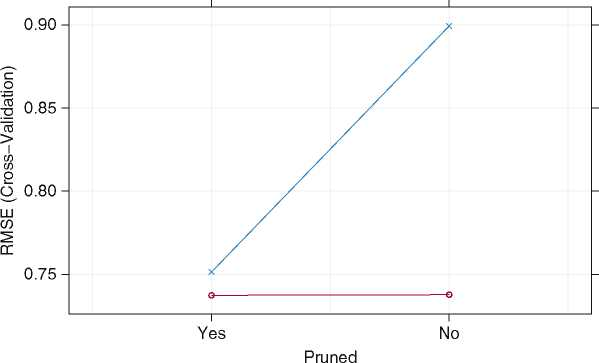 0.90
0.85
0.80
0.75
RMSE (Cross−Validation)
Yes No
Pruned